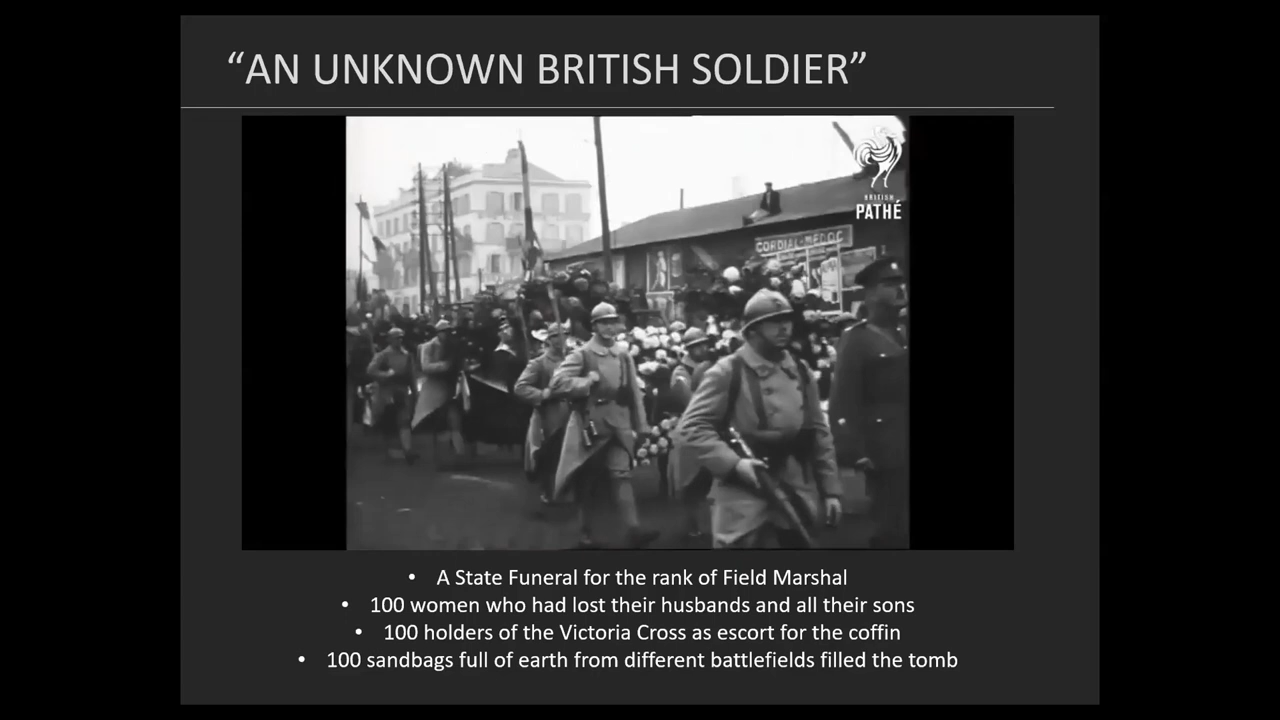 “AN UNKNOWN BRITISH SOLDIER”
BRITISH
PATHÉ
CORDIAL-MÉDOC
• A State Funeral for the rank of Field Marshal
• 100 women who had lost their husbands and all their sons
• 100 holders of the Victoria Cross as escort for the coffin
• 100 sandbags full of earth from different battlefields filled the tomb